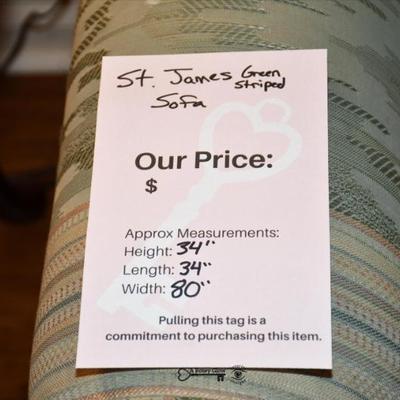 St. James Green
Striped
Sofa
Our Price:
$
Approx Measurements:
Height: 34"
Length: 34"
Width: 80"
Pulling this tag is a
commitment to purchasing this item.